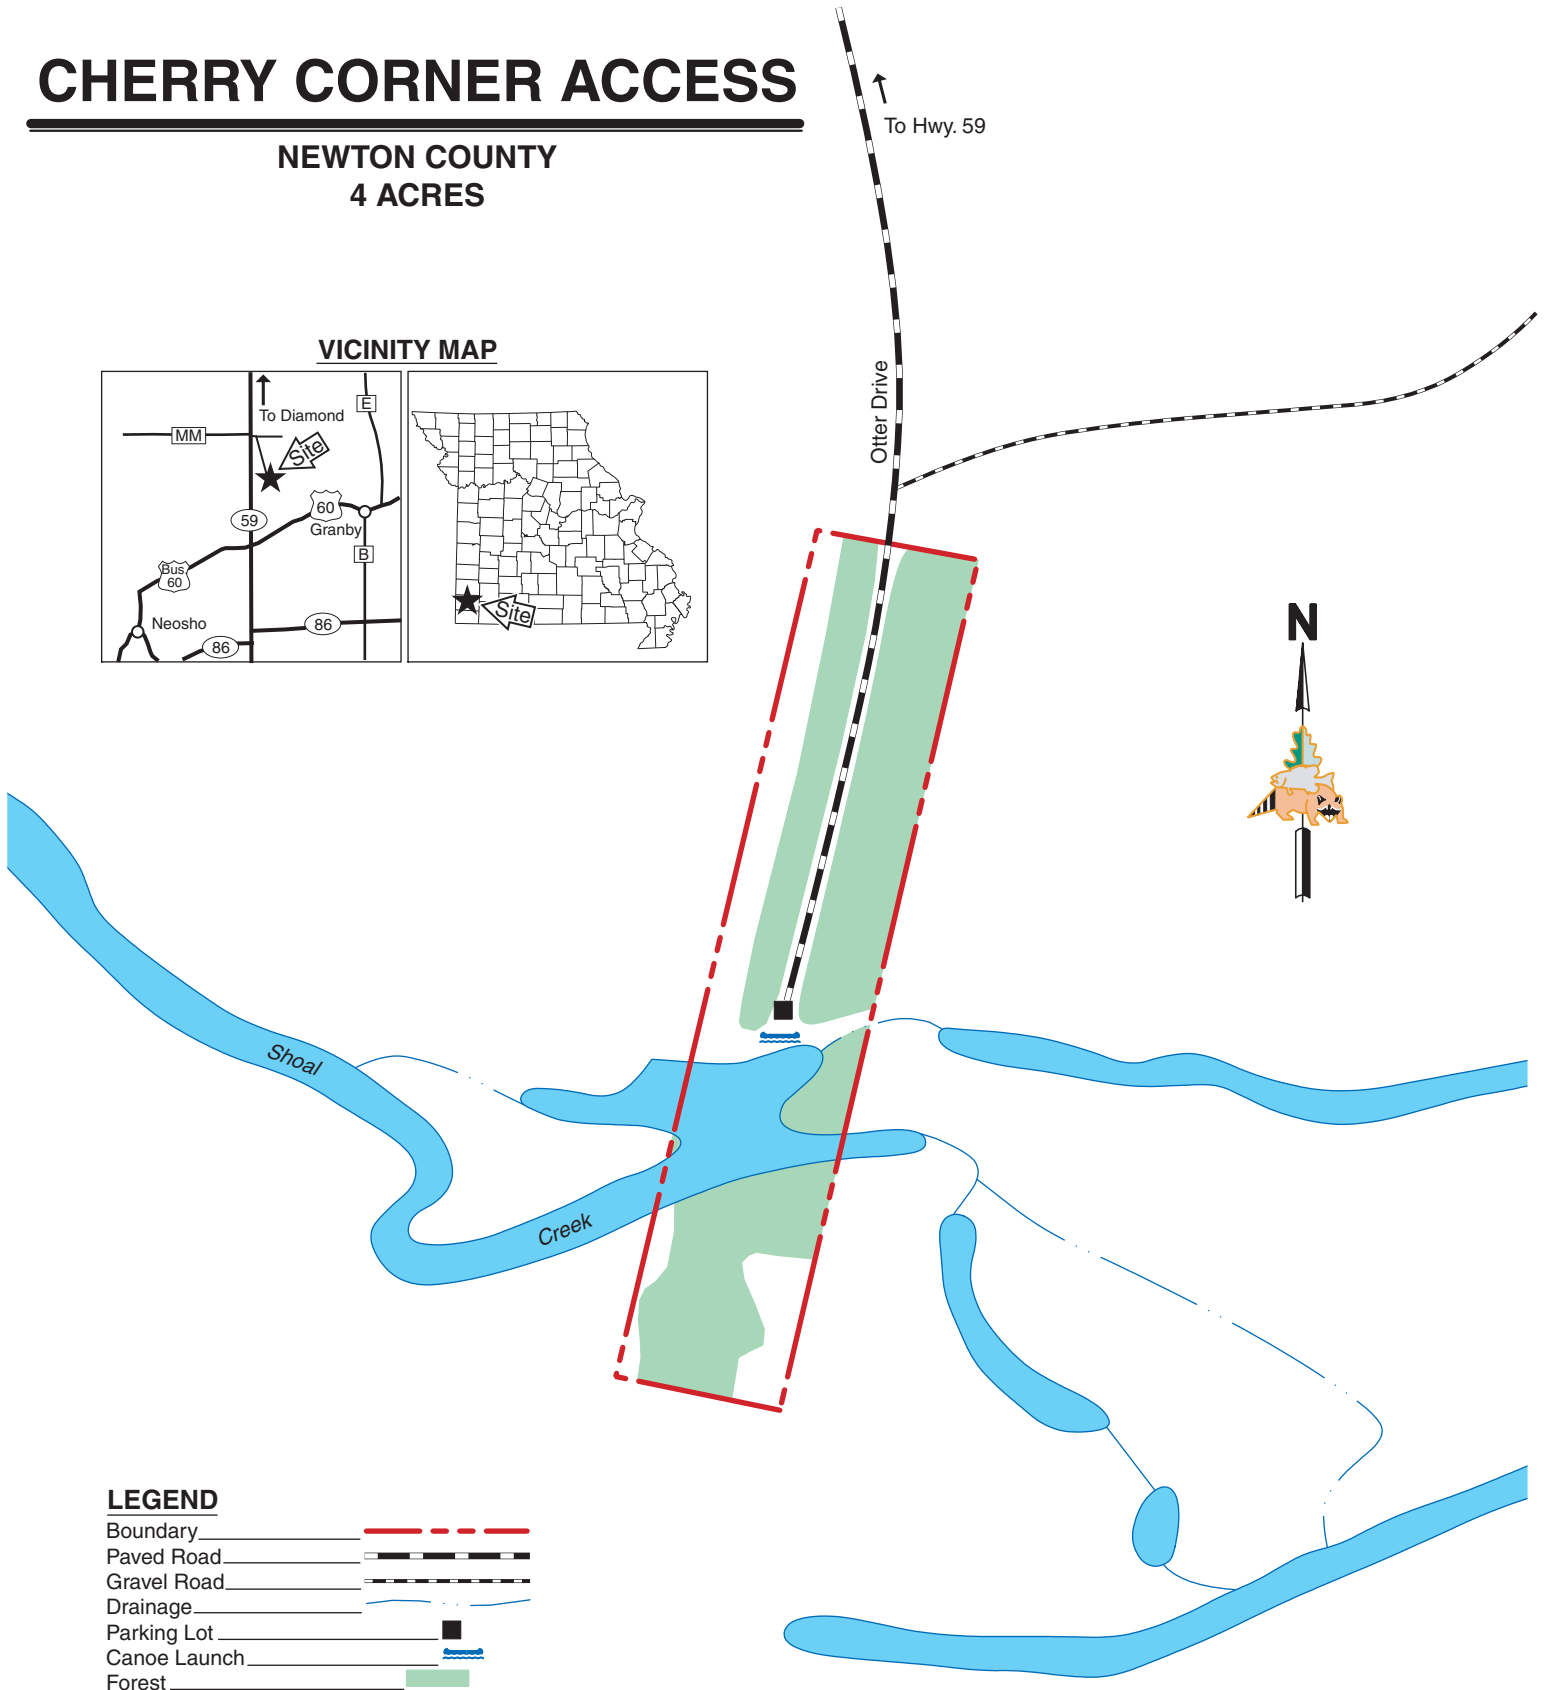 CHERRY CORNER ACCESS
NEWTON COUNTY
4 ACRES
To Hwy. 59
Otter Drive
VICINITY MAP
To Diamond
E
MM
Site
60
59
Granby
B
Bus
60
Neosho
86
86
Site
N
Shoal
Creek
LEGEND
Boundary
Paved Road
Gravel Road
Drainage
Parking Lot
Canoe Launch
Forest